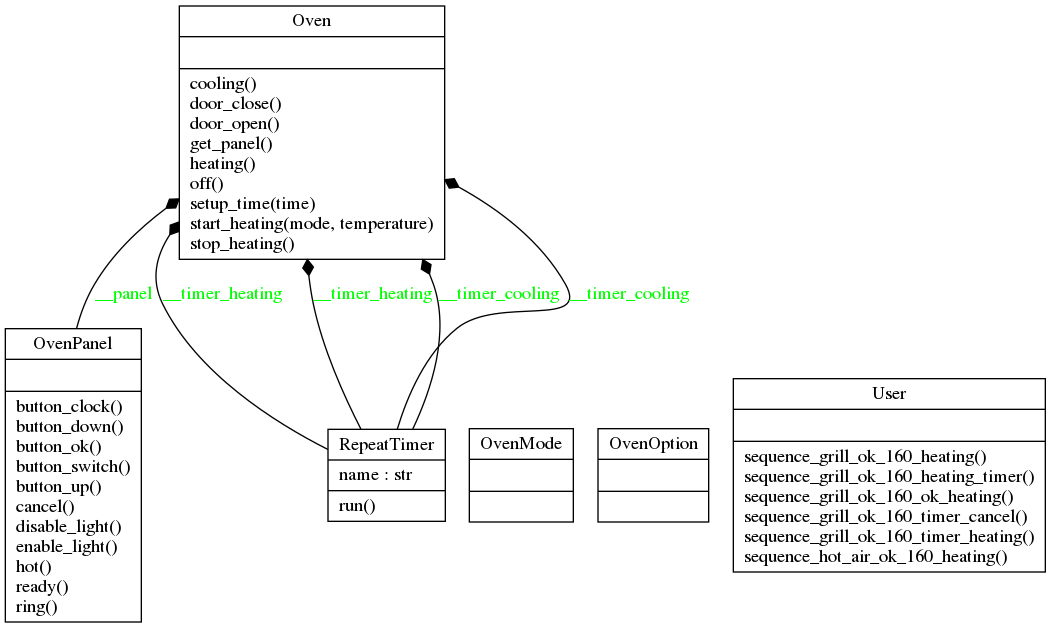 Oven
cooling()
door_close()
door_open()
get_panel()
heating()
off()
setup_time(time)
start_heating(mode, temperature)
stop_heating()
__panel
__timer_heating
__timer_heating
__timer_cooling
__timer_cooling
OvenPanel
button_clock()
button_down()
button_ok()
button_switch()
button_up()
cancel()
disable_light()
enable_light()
hot()
ready()
ring()
RepeatTimer
name : str
run()
OvenMode
OvenOption
User
sequence_grill_ok_160_heating()
sequence_grill_ok_160_heating_timer()
sequence_grill_ok_160_ok_heating()
sequence_grill_ok_160_timer_cancel()
sequence_grill_ok_160_timer_heating()
sequence_hot_air_ok_160_heating()